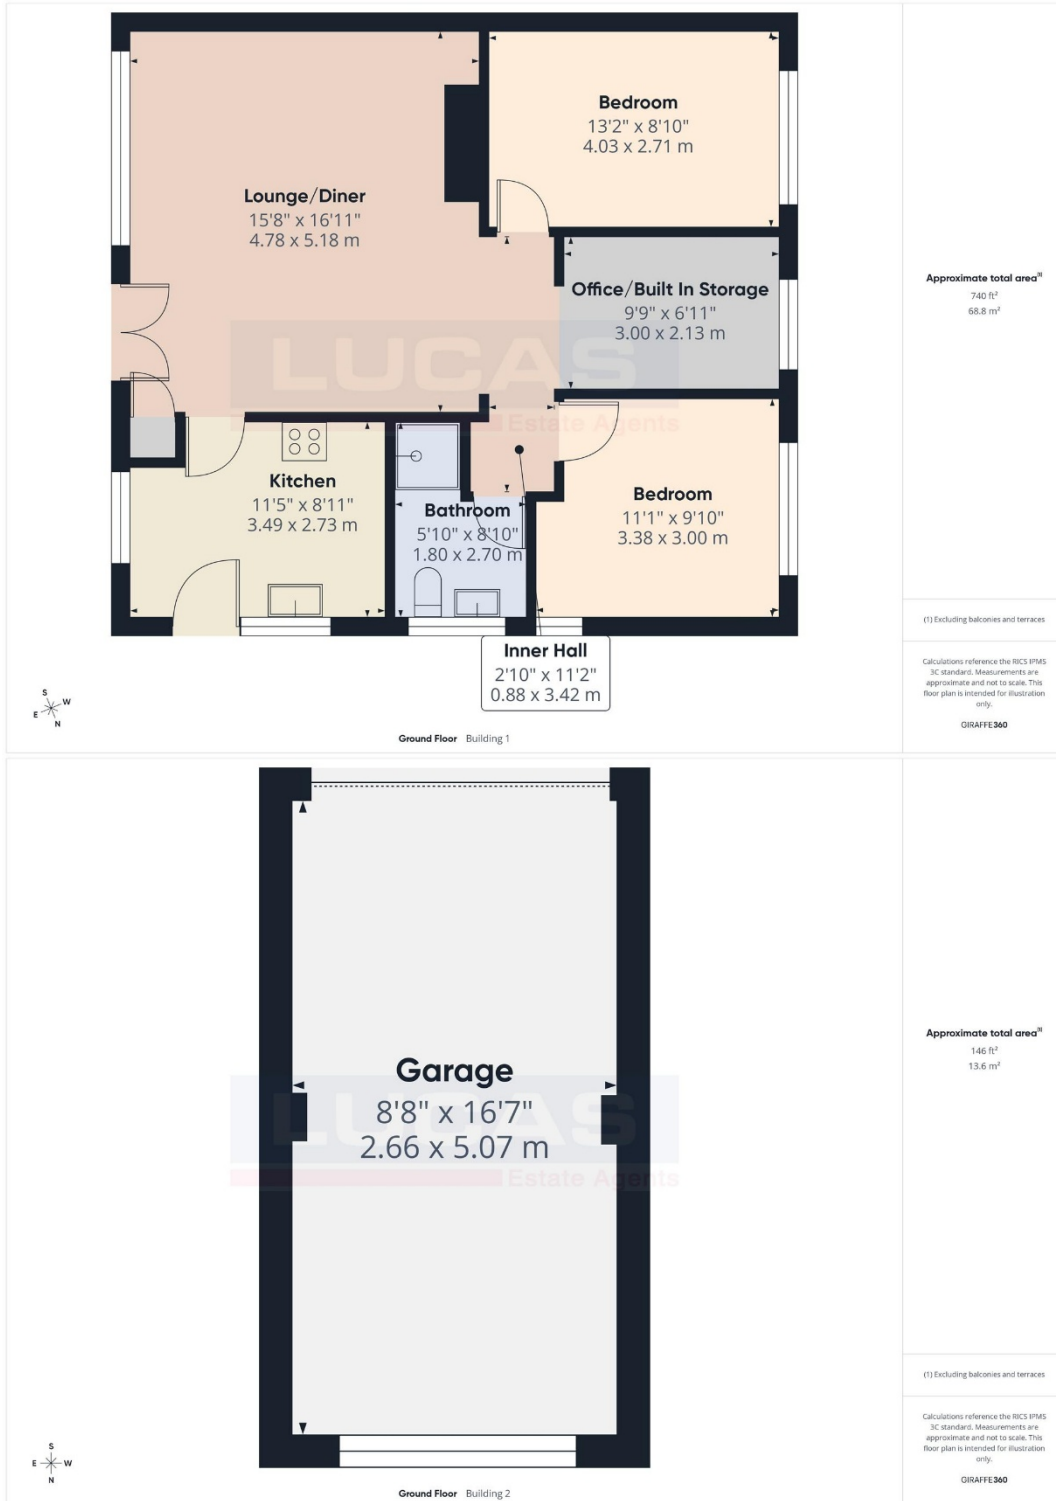 Bedroom
13'2" x 8'10"
4.03 x 2.71 m
Lounge/Diner
15'8" x 16'11"
4.78 x 5.18 m
Office/Built In Storage
9'9" x 6'11"
3.00 x 2.13 m
LUCAS
Estate Agents
Kitchen
11'5" x 8'11"
3.49 x 2.73 m
Bathroom
5'10" x 8'10"
1.80 x 2.70 m
Bedroom
11'1" x 9'10"
3.38 x 3.00 m
Inner Hall
2'10" x 11'2"
0.88 x 3.42 m
S
W
E
N
Ground Floor Building 1
Approximate total area(1)
740 ft²
68.8 m²
(1) Excluding balconies and terraces
Calculations reference the RICS IPMS
3C standard. Measurements are
approximate and not to scale. This
floor plan is intended for illustration
only.
GIRAFFE360
Garage
8'8" x 16'7"
2.66 x 5.07 m
LUCAS
Estate Agents
S
E W
N
Ground Floor Building 2
Approximate total area(1)
146 ft²
13.6 m²
(1) Excluding balconies and terraces
Calculations reference the RICS IPMS
3C standard. Measurements are
approximate and not to scale. This
floor plan is intended for illustration
only.
GIRAFFE360